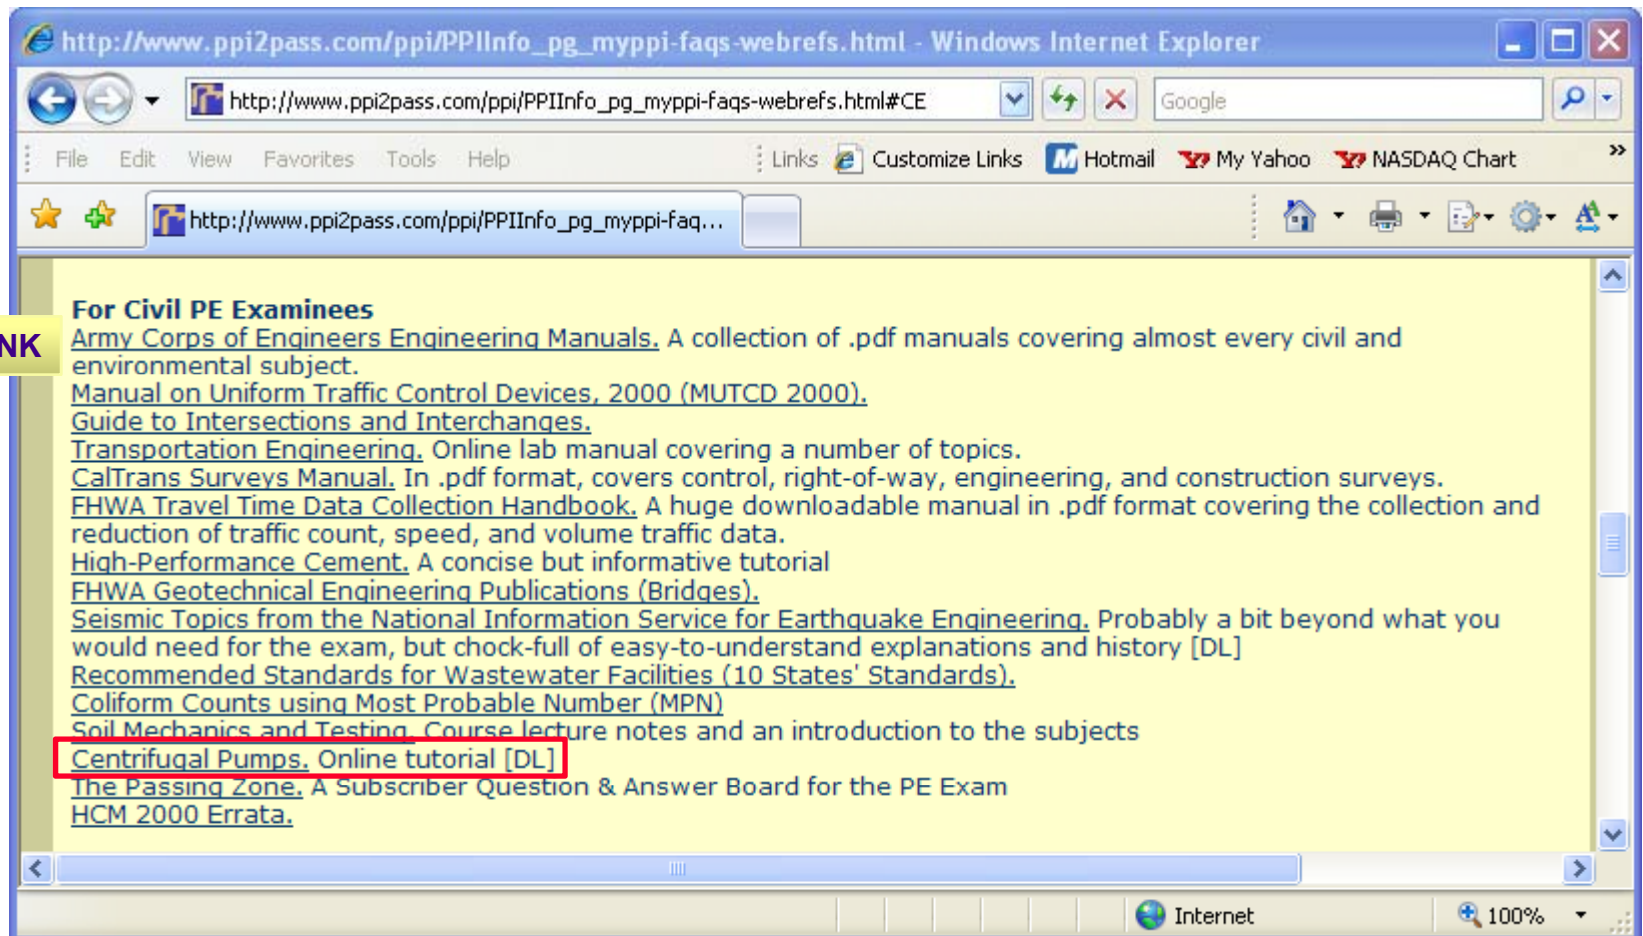 http://www.ppi2pass.com/ppi/PPIInfo_pg_myppi-faqs-webrefs.html - Windows Internet Explorer
http://www.ppi2pass.com/ppi/PPIInfo_pg_myppi-faqs-webrefs.html#CE
Google
File Edit View Favorites Tools Help
Links Customize Links Hotmail My Yahoo NASDAQ Chart »
http://www.ppi2pass.com/ppi/PPIInfo_pg_myppi-faq...
For Civil PE Examinees
NK
Army Corps of Engineers Engineering Manuals. A collection of .pdf manuals covering almost every civil and
environmental subject.
Manual on Uniform Traffic Control Devices, 2000 (MUTCD 2000).
Guide to Intersections and Interchanges.
Transportation Engineering. Online lab manual covering a number of topics.
CalTrans Surveys Manual. In .pdf format, covers control, right-of-way, engineering, and construction surveys.
FHWA Travel Time Data Collection Handbook. A huge downloadable manual in .pdf format covering the collection and
reduction of traffic count, speed, and volume traffic data.
High-Performance Cement. A concise but informative tutorial
FHWA Geotechnical Engineering Publications (Bridges).
Seismic Topics from the National Information Service for Earthquake Engineering. Probably a bit beyond what you
would need for the exam, but chock-full of easy-to-understand explanations and history [DL]
Recommended Standards for Wastewater Facilities (10 States' Standards).
Coliform Counts using Most Probable Number (MPN)
Soil Mechanics and Testing. Course lecture notes and an introduction to the subjects
Centrifugal Pumps. Online tutorial [DL]
The Passing Zone. A Subscriber Question & Answer Board for the PE Exam
HCM 2000 Errata.
Internet
100%